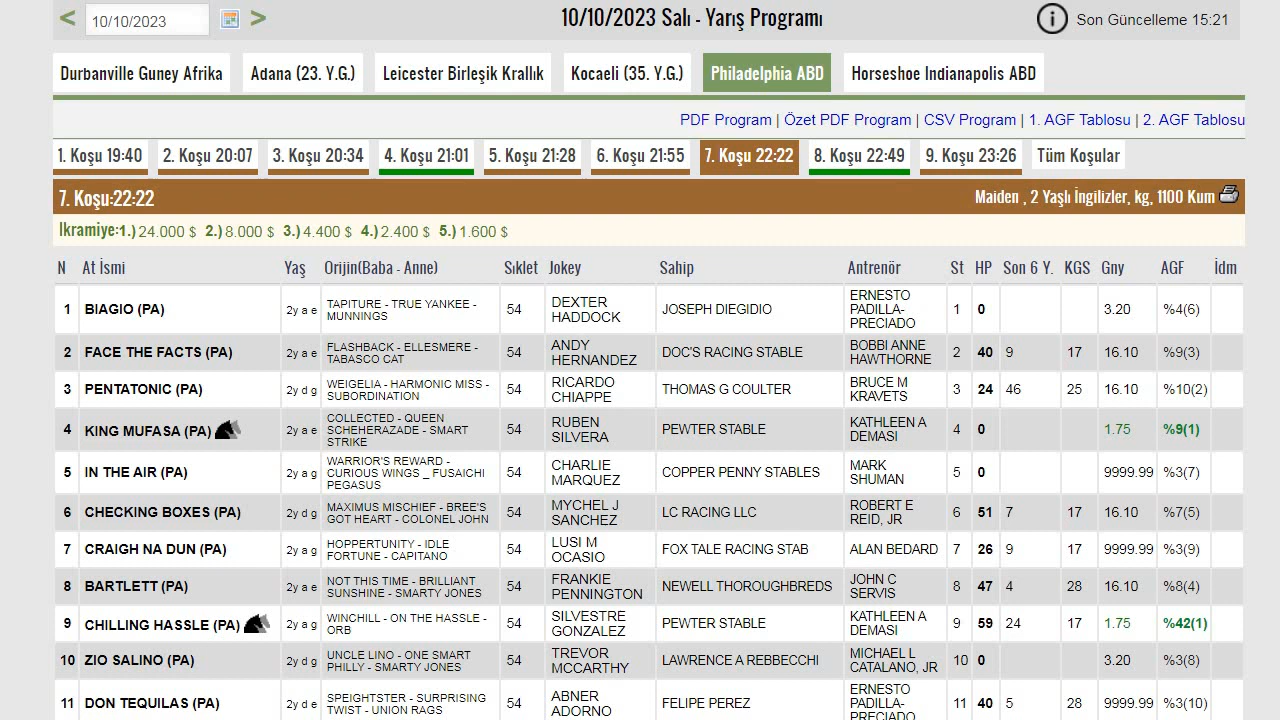 10/10/2023
10/10/2023 Salı - Yarış Programı
Son Güncelleme 15:21
Durbanville Guney Afrika
Adana (23. Y.G.)
Leicester Birleşik Krallık
Kocaeli (35. Y.G.)
Philadelphia ABD
Horseshoe Indianapolis ABD
PDF Program | Özet PDF Program | CSV Program | 1. AGF Tablosu | 2. AGF Tablosu
1. Koşu 19:40
2. Koşu 20:07
3. Koşu 20:34
4. Koşu 21:01
5. Koşu 21:28
6. Koşu 21:55
7. Koşu 22:22
8. Koşu 22:49
9. Koşu 23:26
Tüm Koşular
7. Koşu:22:22
Maiden , 2 Yaşlı İngilizler, kg, 1100 Kum
Ikramiye:1.) 24.000 $ 2.) 8.000 $ 3.) 4.400 $ 4.) 2.400 $ 5.) 1.600 $
N At İsmi Yaş Orijin(Baba - Anne) Sıklet Jokey Sahip Antrenör St HP Son 6 Y. KGS Gny AGF İdm
1 BIAGIO (PA) 2y a e TAPITURE - TRUE YANKEE - MUNNINGS 54 DEXTER HADDOCK JOSEPH DIEGIDIO ERNESTO PADILLA-PRECIADO 1 0 3.20 %4(6)
2 FACE THE FACTS (PA) 2y a e FLASHBACK - ELLESMERE - TABASCO CAT 54 ANDY HERNANDEZ DOC'S RACING STABLE BOBBI ANNE HAWTHORNE 2 40 9 17 16.10 %9(3)
3 PENTATONIC (PA) 2y d g WEIGELIA - HARMONIC MISS - SUBORDINATION 54 RICARDO CHIAPPE THOMAS G COULTER BRUCE M KRAVETS 3 24 46 25 16.10 %10(2)
4 KING MUFASA (PA) 2y a e COLLECTED - QUEEN SCHEHERAZADE - SMART STRIKE 54 RUBEN SILVERA PEWTER STABLE KATHLEEN A DEMASI 4 0 1.75 %9(1)
5 IN THE AIR (PA) 2y a g WARRIOR'S REWARD - CURIOUS WINGS _ FUSAICHI PEGASUS 54 CHARLIE MARQUEZ COPPER PENNY STABLES MARK SHUMAN 5 0 9999.99 %3(7)
6 CHECKING BOXES (PA) 2y d g MAXIMUS MISCHIEF - BREE'S GOT HEART - COLONEL JOHN 54 MYCHEL J SANCHEZ LC RACING LLC ROBERT E REID, JR 6 51 7 17 16.10 %7(5)
7 CRAIGH NA DUN (PA) 2y a g HOPPERTUNITY - IDLE FORTUNE - CAPITANO 54 LUSI M OCASIO FOX TALE RACING STAB ALAN BEDARD 7 26 9 17 9999.99 %3(9)
8 BARTLETT (PA) 2y a e NOT THIS TIME - BRILLIANT SUNSHINE - SMARTY JONES 54 FRANKIE PENNINGTON NEWELL THOROUGHBREDS JOHN C SERVIS 8 47 4 28 16.10 %8(4)
9 CHILLING HASSLE (PA) 2y a g WINCHILL - ON THE HASSLE - ORB 54 SILVESTRE GONZALEZ PEWTER STABLE KATHLEEN A DEMASI 9 59 24 17 1.75 %42(1)
10 ZIO SALINO (PA) 2y d g UNCLE LINO - ONE SMART PHILLY - SMARTY JONES 54 TREVOR MCCARTHY LAWRENCE A REBBECCHI MICHAEL L CATALANO, JR 10 0 3.20 %3(8)
11 DON TEQUILAS (PA) 2y d e SPEIGHTSTER - SURPRISING TWIST - UNION RAGS 54 ABNER ADORNO FELIPE PEREZ ERNESTO PADILLA-PRECIADO 11 40 5 28 9999.99 %3(10)